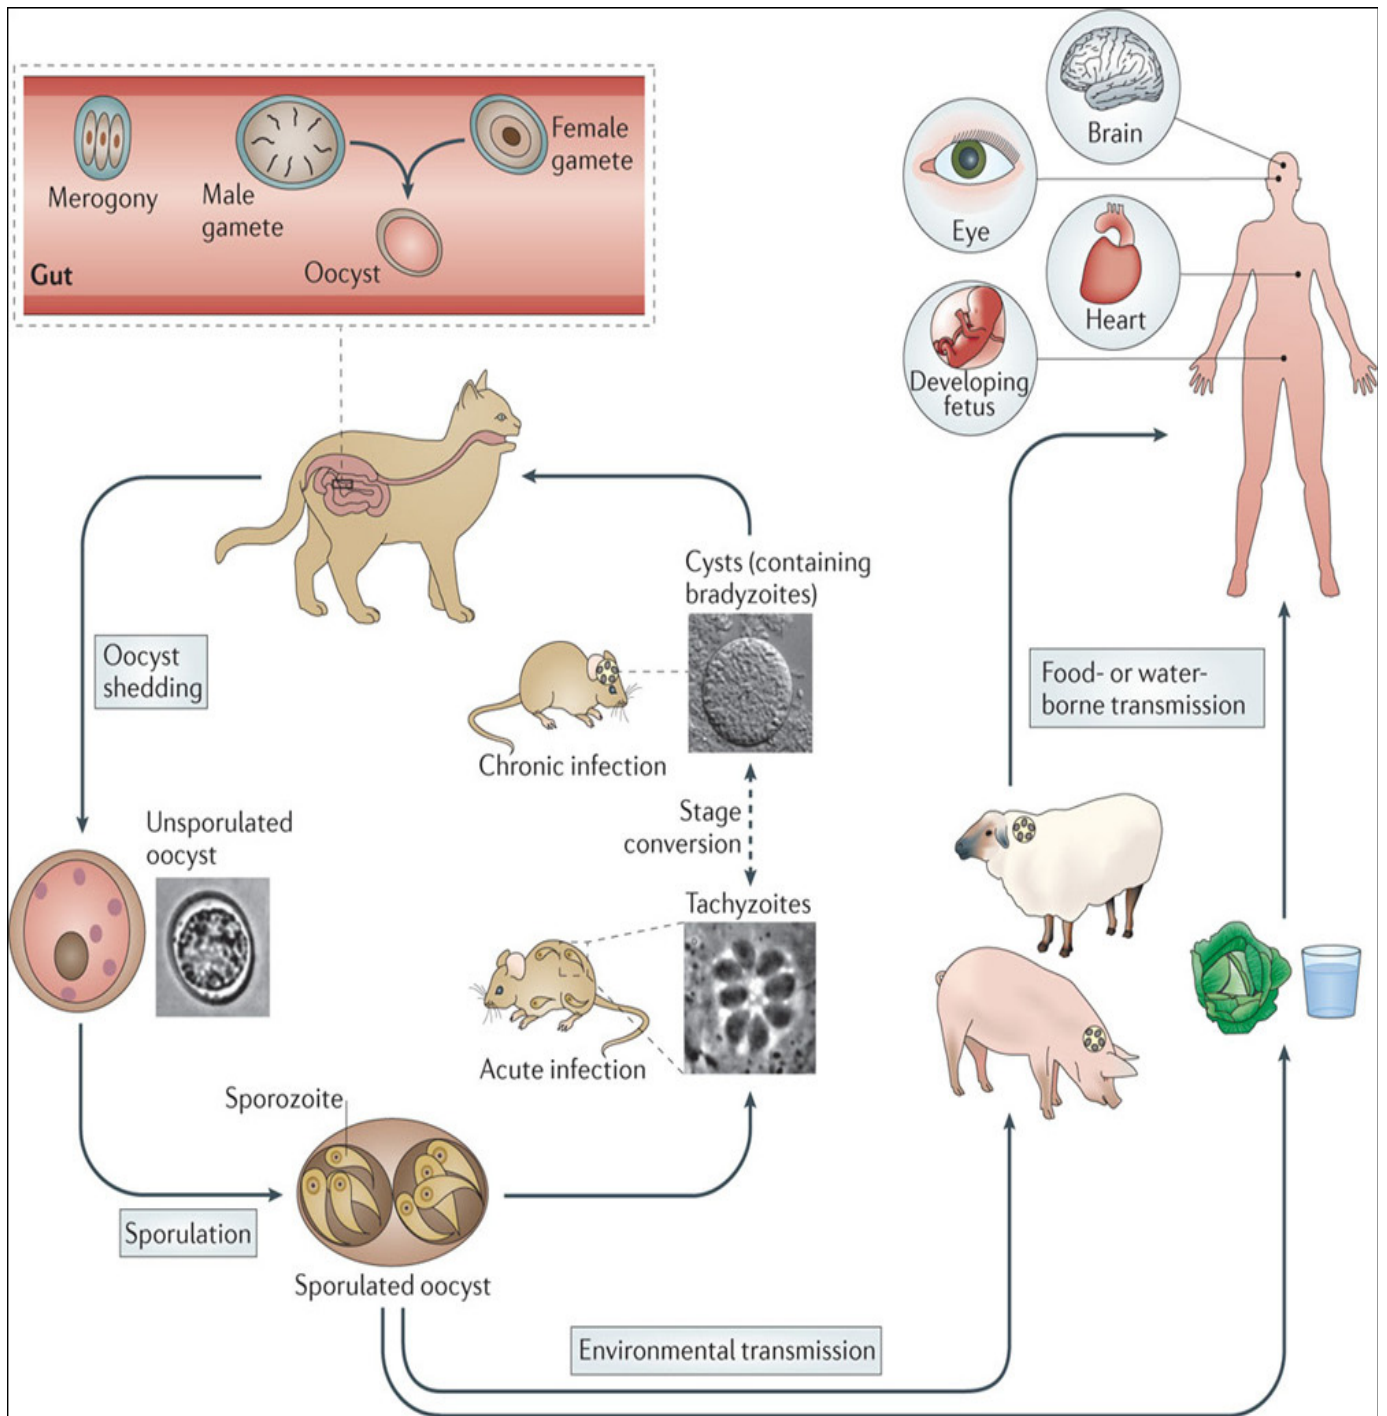 Merogony
Male
gamete
Female
gamete
Oocyst
Gut
Brain
Eye
Heart
Developing
fetus
Cysts (containing
bradyzoites)
Oocyst
shedding
Chronic infection
Food- or water-
borne transmission
Stage
conversion
Unsporulated
oocyst
Tachyzoites
Acute infection
Sporozoite
Sporulation
Sporulated oocyst
Environmental transmission